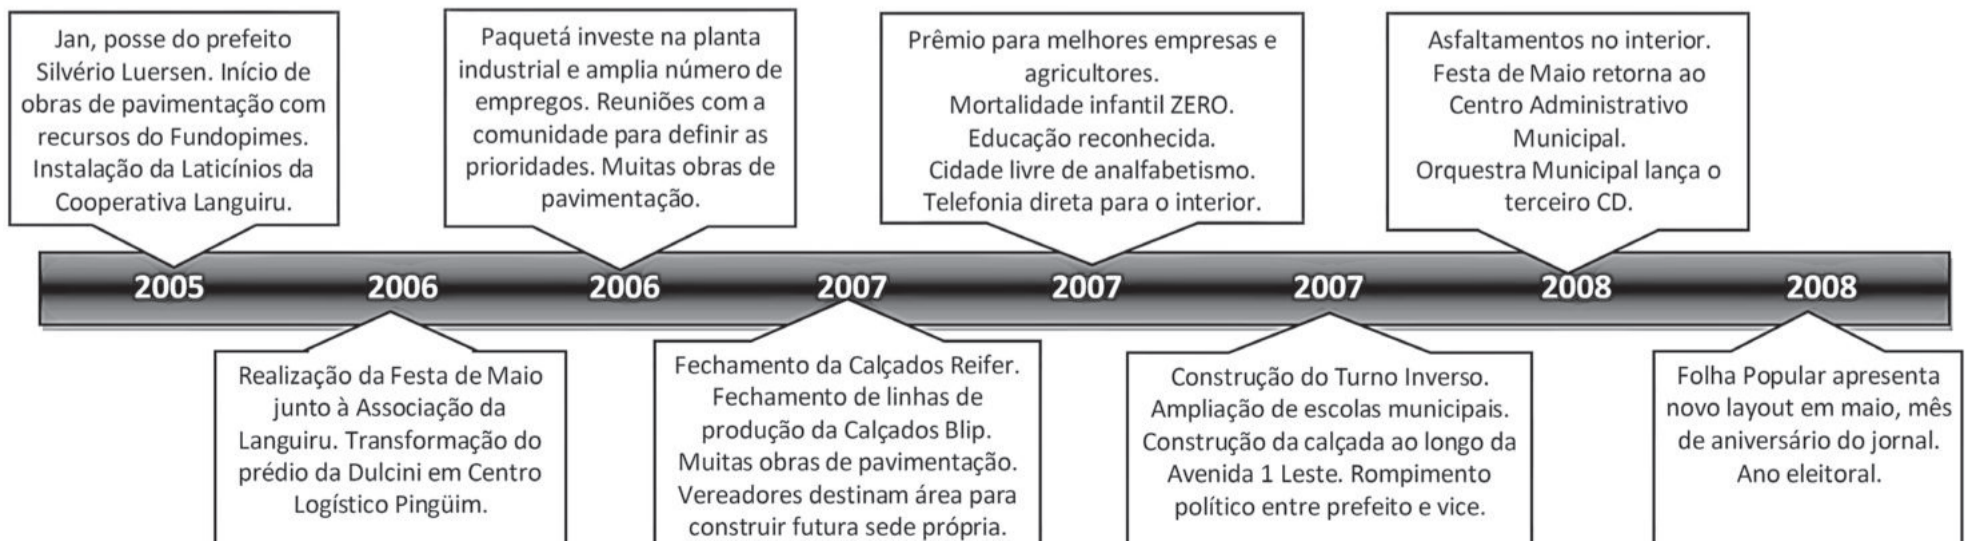 Jan, posse do prefeito
Silvério Luersen. Início de
obras de pavimentação com
recursos do Fundopimes.
Instalação da Laticínios da
Cooperativa Languiru.
Paquetá investe na planta
industrial e amplia número de
empregos. Reuniões com a
comunidade para definir as
prioridades. Muitas obras de
pavimentação.
Prêmio para melhores empresas e
agricultores.
Mortalidade infantil ZERO.
Educação reconhecida.
Cidade livre de analfabetismo.
Telefonia direta para o interior.
Asfaltamentos no interior.
Festa de Maio retorna ao
Centro Administrativo
Municipal.
Orquestra Municipal lança o
terceiro CD.
2005 2006 2006 2007 2007 2007 2008 2008
Realização da Festa de Maio
junto à Associação da
Languiru. Transformação do
prédio da Dulcini em Centro
Logístico Pingüim.
Fechamento da Calçados Reifer.
Fechamento de linhas de
produção da Calçados Blip.
Muitas obras de pavimentação.
Vereadores destinam área para
construir futura sede própria.
Construção do Turno Inverso.
Ampliação de escolas municipais.
Construção da calçada ao longo da
Avenida 1 Leste. Rompimento
político entre prefeito e vice.
Folha Popular apresenta
novo layout em maio, mês
de aniversário do jornal.
Ano eleitoral.